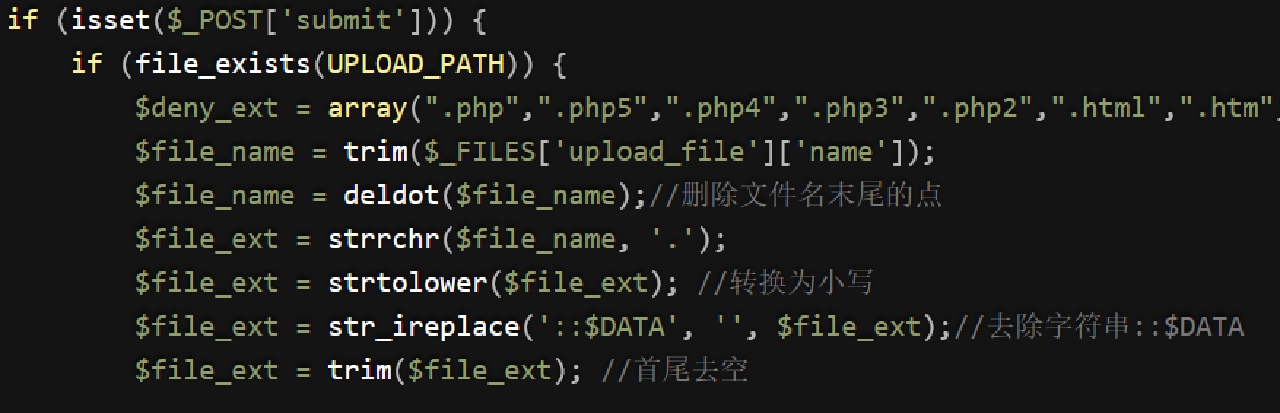 if (isset($_POST['submit'])) {
if (file_exists(UPLOAD_PATH)) {
$deny_ext = array(".php",".php5",".php4",".php3",".php2",".html",".htm",
$file_name = trim($_FILES['upload_file']['name']);
$file_name = deldot($file_name);//删除文件名末尾的点
$file_ext = strrchr($file_name, '.');
$file_ext = strtolower($file_ext); //转换为小写
$file_ext = str_ireplace('::$DATA', '', $file_ext);//去除字符串::$DATA
$file_ext = trim($file_ext); //首尾去空